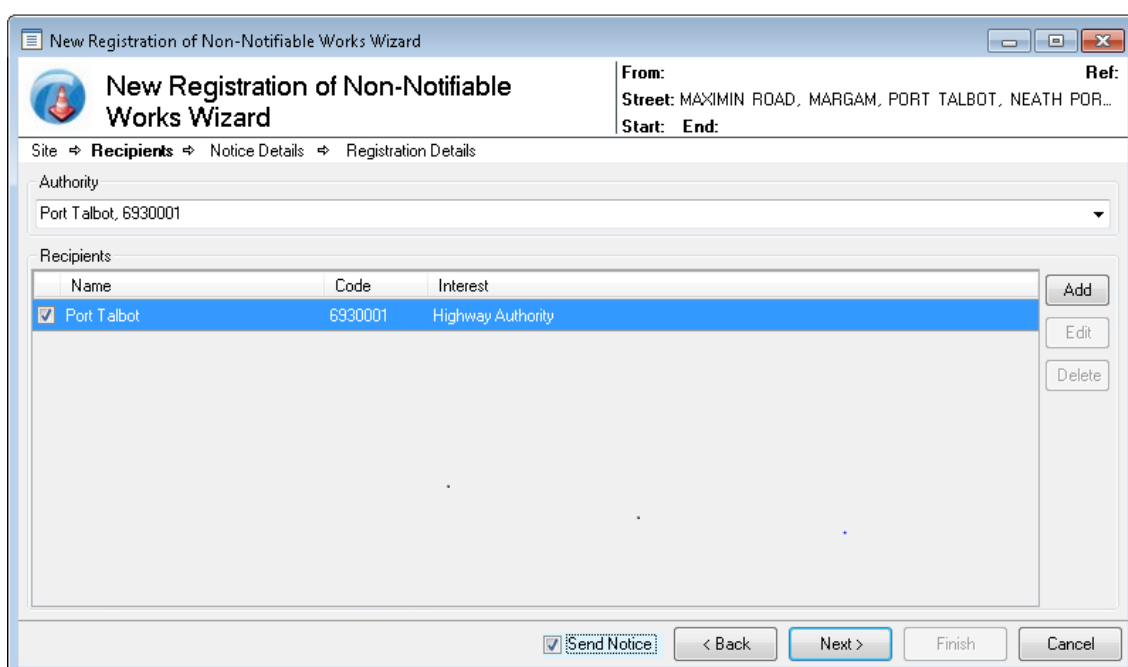 New Registration of Non-Notifiable Works Wizard
New Registration of Non-Notifiable
Works Wizard
From: Ref:
Street: MAXIMIN ROAD, MARGAM, PORT TALBOT, NEATH POR...
Start: End:
Site ⇨ Recipients ⇨ Notice Details ⇨ Registration Details
Authority
Port Talbot, 6930001
Recipients
Name Code Interest
Port Talbot 6930001 Highway Authority
Add
Edit
Delete
Send Notice < Back Next > Finish Cancel